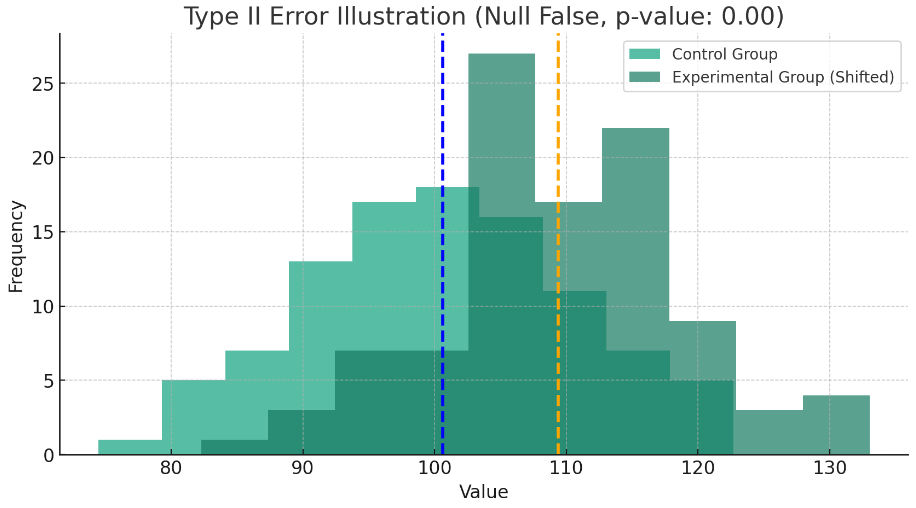 Type II Error Illustration (Null False, p-value: 0.00)
Control Group
Experimental Group (Shifted)
Frequency
25
20
15
10
5
0
80 90 100 110 120 130
Value